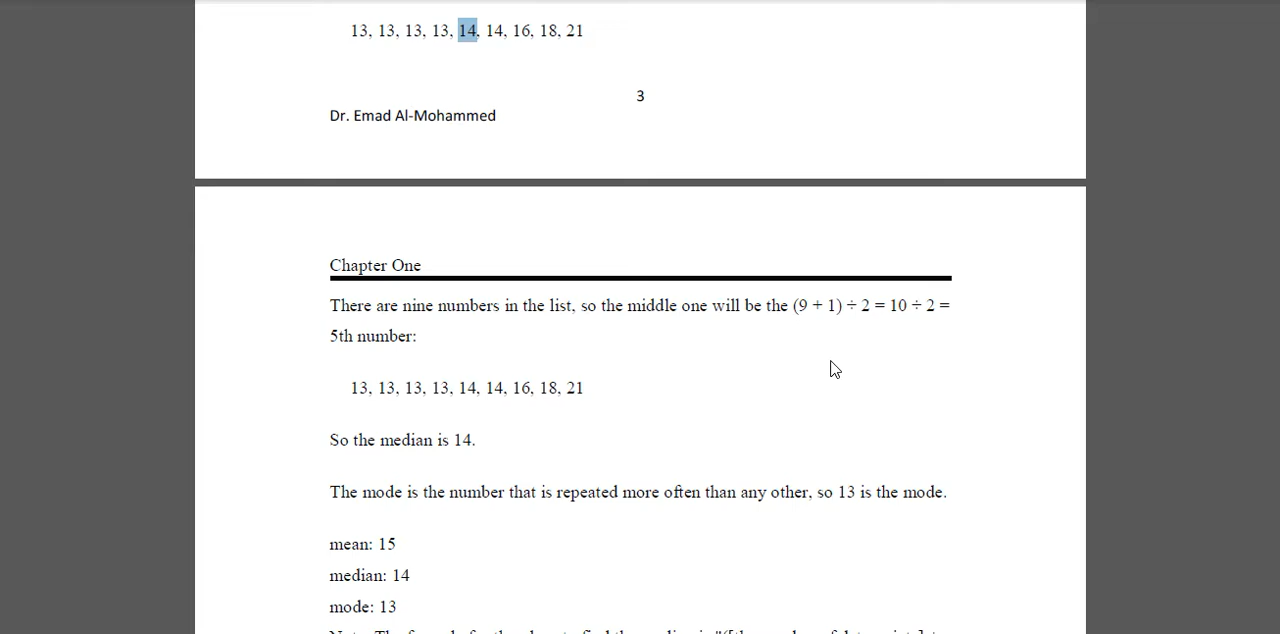 13, 13, 13, 13, 14, 14, 16, 18, 21
3
Dr. Emad Al-Mohammed
Chapter One
There are nine numbers in the list, so the middle one will be the (9 + 1) ÷ 2 = 10 ÷ 2 =
5th number:
13, 13, 13, 13, 14, 14, 16, 18, 21
So the median is 14.
The mode is the number that is repeated more often than any other, so 13 is the mode.
mean: 15
median: 14
mode: 13